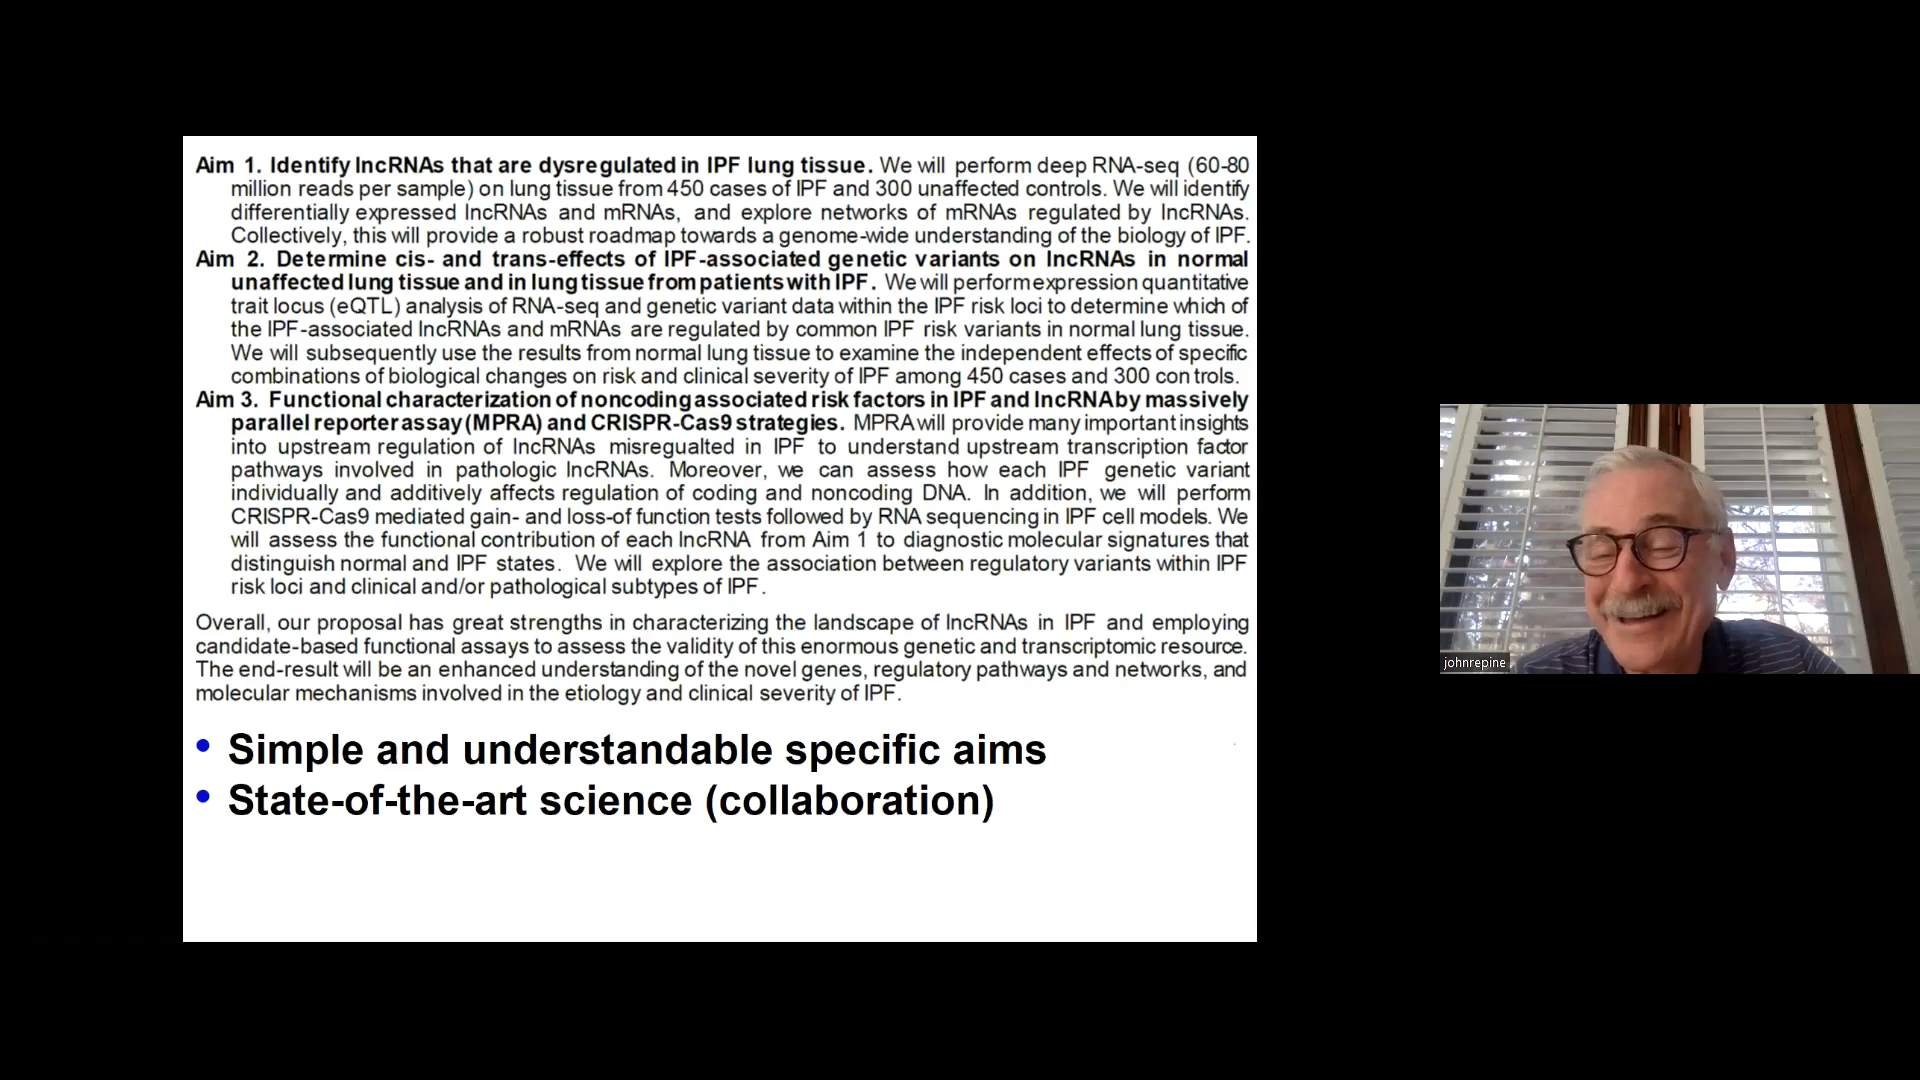 Aim 1. Identify lncRNAs that are dysregulated in IPF lung tissue. We will perform deep RNA-seq (60-80
million reads per sample) on lung tissue from 450 cases of IPF and 300 unaffected controls. We will identify
differentially expressed lncRNAs and mRNAs, and explore networks of mRNAs regulated by lncRNAs.
Collectively, this will provide a robust roadmap towards a genome-wide understanding of the biology of IPF.
Aim 2. Determine cis- and trans-effects of IPF-associated genetic variants on lncRNAs in normal
unaffected lung tissue and in lung tissue from patients with IPF. We will perform expression quantitative
trait locus (eQTL) analysis of RNA-seq and genetic variant data within the IPF risk loci to determine which of
the IPF-associated lncRNAs and mRNAs are regulated by common IPF risk variants in normal lung tissue.
We will subsequently use the results from normal lung tissue to examine the independent effects of specific
combinations of biological changes on risk and clinical severity of IPF among 450 cases and 300 controls.
Aim 3. Functional characterization of noncoding associated risk factors in IPF and lncRNA by massively
parallel reporter assay (MPRA) and CRISPR-Cas9 strategies. MPRA will provide many important insights
into upstream regulation of lncRNAs misregualted in IPF to understand upstream transcription factor
pathways involved in pathologic lncRNAs. Moreover, we can assess how each IPF genetic variant
individually and additively affects regulation of coding and noncoding DNA. In addition, we will perform
CRISPR-Cas9 mediated gain- and loss-of function tests followed by RNA sequencing in IPF cell models. We
will assess the functional contribution of each lncRNA from Aim 1 to diagnostic molecular signatures that
distinguish normal and IPF states. We will explore the association between regulatory variants within IPF
risk loci and clinical and/or pathological subtypes of IPF.
Overall, our proposal has great strengths in characterizing the landscape of lncRNAs in IPF and employing
candidate-based functional assays to assess the validity of this enormous genetic and transcriptomic resource.
The end-result will be an enhanced understanding of the novel genes, regulatory pathways and networks, and
molecular mechanisms involved in the etiology and clinical severity of IPF.
• Simple and understandable specific aims
• State-of-the-art science (collaboration)
johnrepine